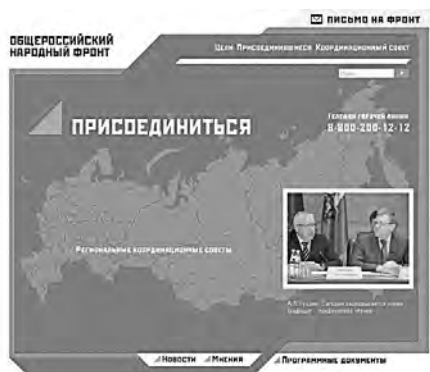 ПИСЬМО НА ФРОНТ
ОБЩЕРОССИЙСКИЙ
НАРОДНЫЙ ФРОНТ
Цели Присоединившиеся Координационный совет
Телефон горячей линии
8-800-200-12-12
ПРИСОЕДИНИТЬСЯ
Региональные координационные советы
Новости Мнения Программные документы